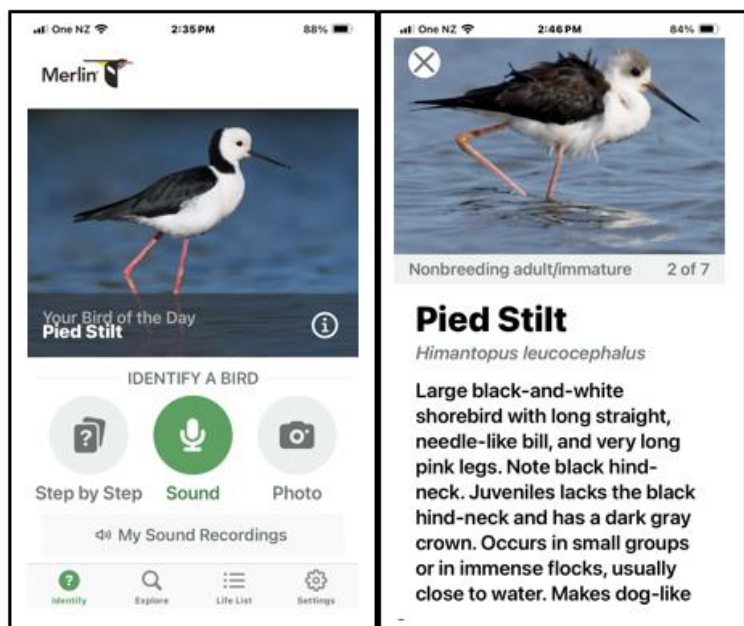 One NZ 2:35 PM 88%
Merlin
Your Bird of the Day
Pied Stilt
IDENTIFY A BIRD
Step by Step Sound Photo
My Sound Recordings
Identify Explore Life List Settings
One NZ 2:46 PM 84%
Nonbreeding adult/immature 2 of 7
Pied Stilt
Himantopus leucocephalus
Large black-and-white
shorebird with long straight,
needle-like bill, and very long
pink legs. Note black hind-
neck. Juveniles lacks the black
hind-neck and has a dark gray
crown. Occurs in small groups
or in immense flocks, usually
close to water. Makes dog-like